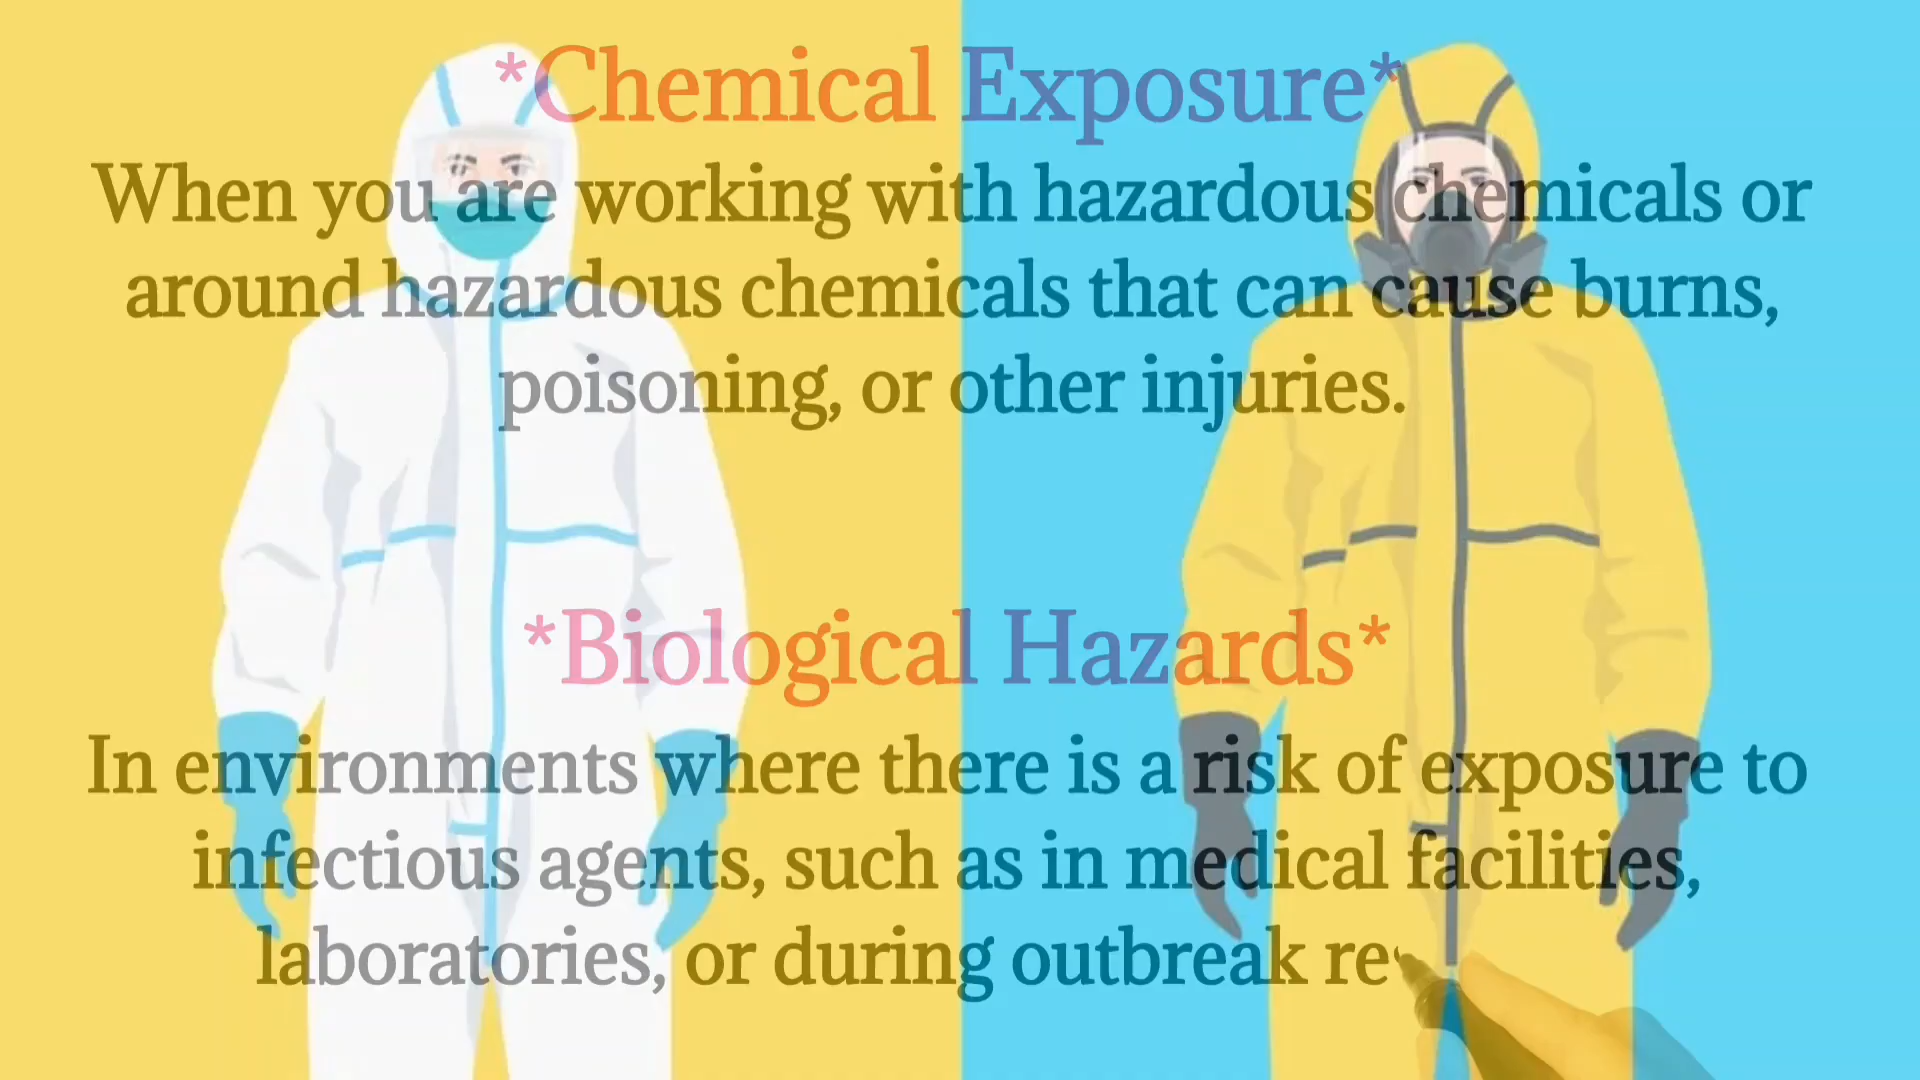 *Chemical Exposure*
When you are working with hazardous chemicals or
around hazardous chemicals that can cause burns,
poisoning, or other injuries.
*Biological Hazards*
In environments where there is a risk of exposure to
infectious agents, such as in medical facilities,
laboratories, or during outbreak